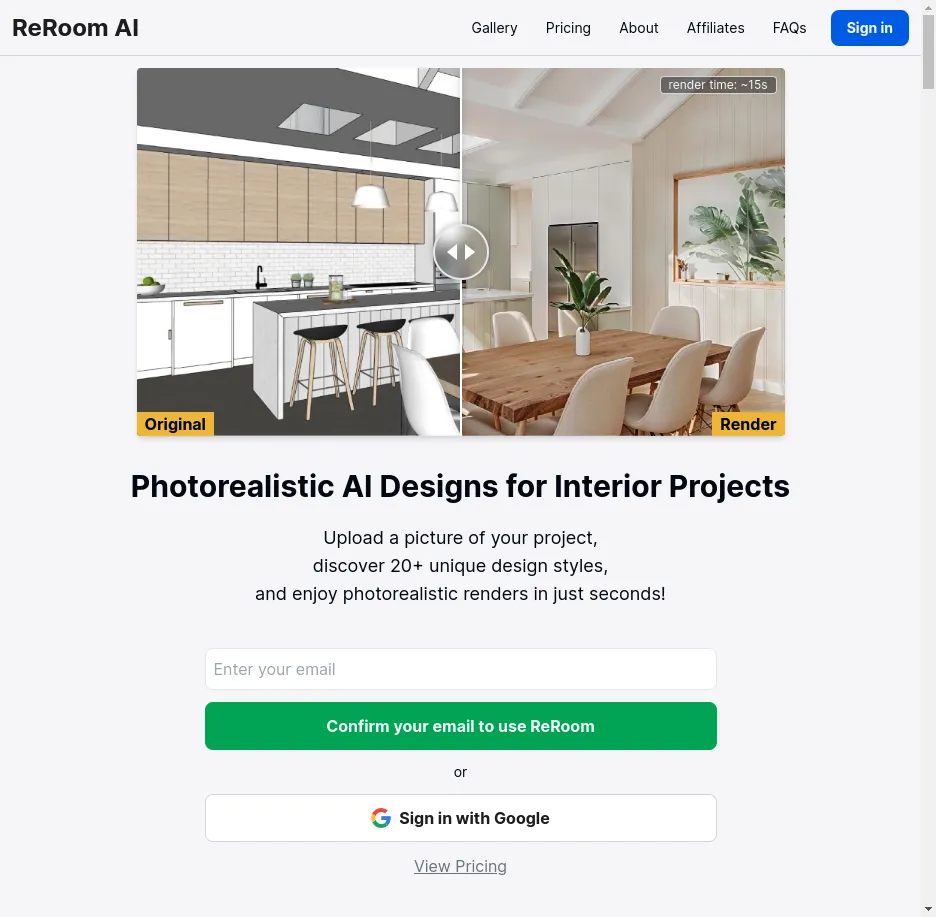 ReRoom AI
Gallery
Pricing
About
Affiliates
FAQs
Sign in
render time: ~15s
Original
Render
Photorealistic AI Designs for Interior Projects
Upload a picture of your project,
discover 20+ unique design styles,
and enjoy photorealistic renders in just seconds!
Enter your email
Confirm your email to use ReRoom
or
Sign in with Google
View Pricing